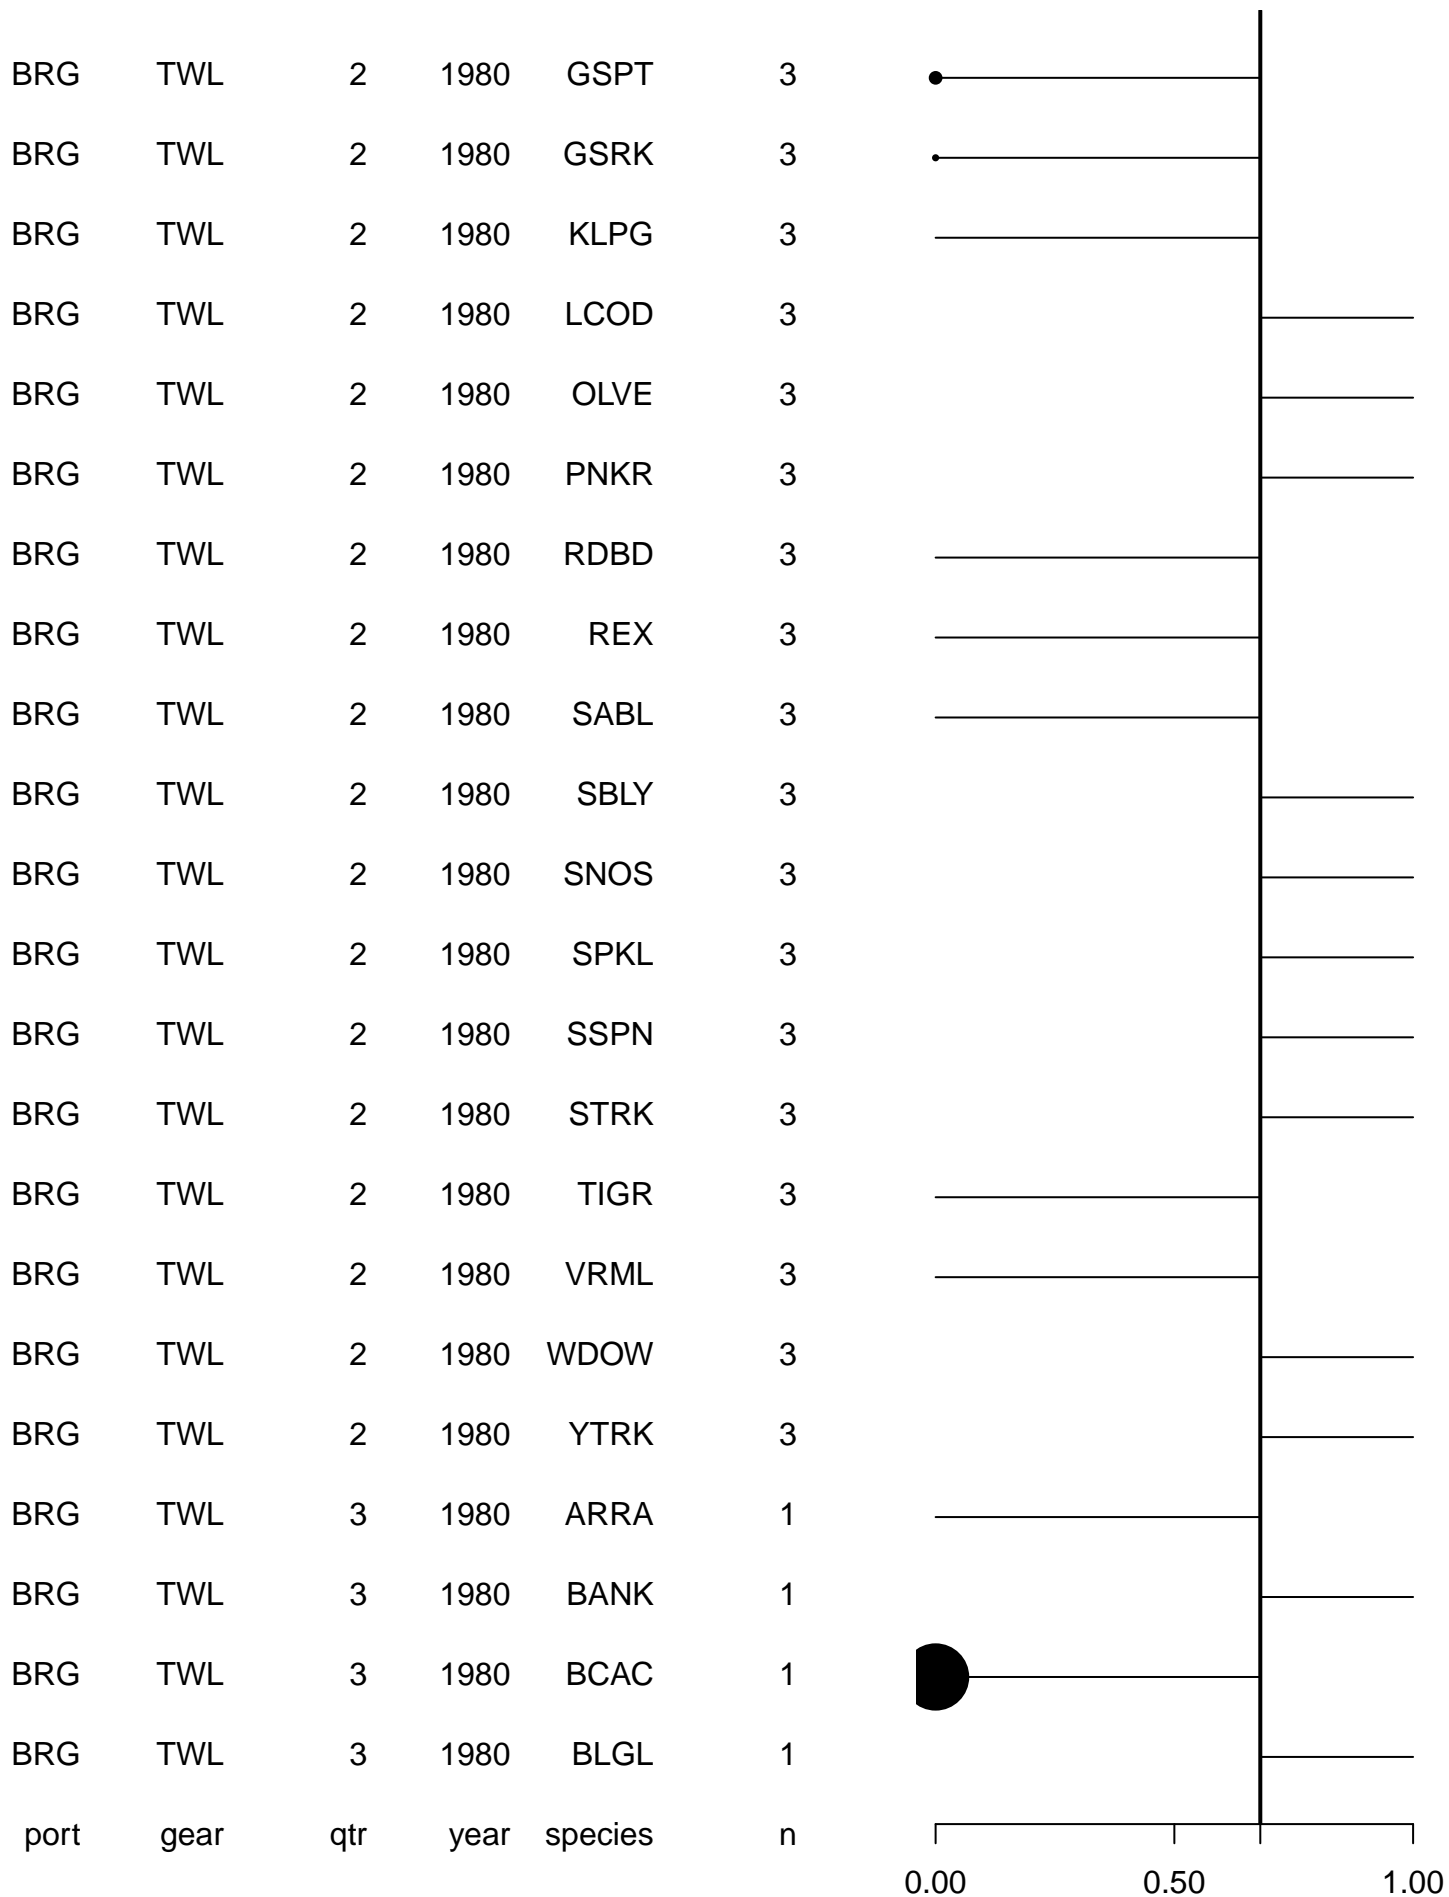 BRG TWL 2 1980 GSPT 3
BRG TWL 2 1980 GSRK 3
BRG TWL 2 1980 KLPG 3
BRG TWL 2 1980 LCOD 3
BRG TWL 2 1980 OLVE 3
BRG TWL 2 1980 PNKR 3
BRG TWL 2 1980 RDBD 3
BRG TWL 2 1980 REX 3
BRG TWL 2 1980 SABL 3
BRG TWL 2 1980 SBLY 3
BRG TWL 2 1980 SNOS 3
BRG TWL 2 1980 SPKL 3
BRG TWL 2 1980 SSPN 3
BRG TWL 2 1980 STRK 3
BRG TWL 2 1980 TIGR 3
BRG TWL 2 1980 VRML 3
BRG TWL 2 1980 WDOW 3
BRG TWL 2 1980 YTRK 3
BRG TWL 3 1980 ARRA 1
BRG TWL 3 1980 BANK 1
BRG TWL 3 1980 BCAC 1
BRG TWL 3 1980 BLGL 1
port gear qtr year species n
0.00 0.50 1.00